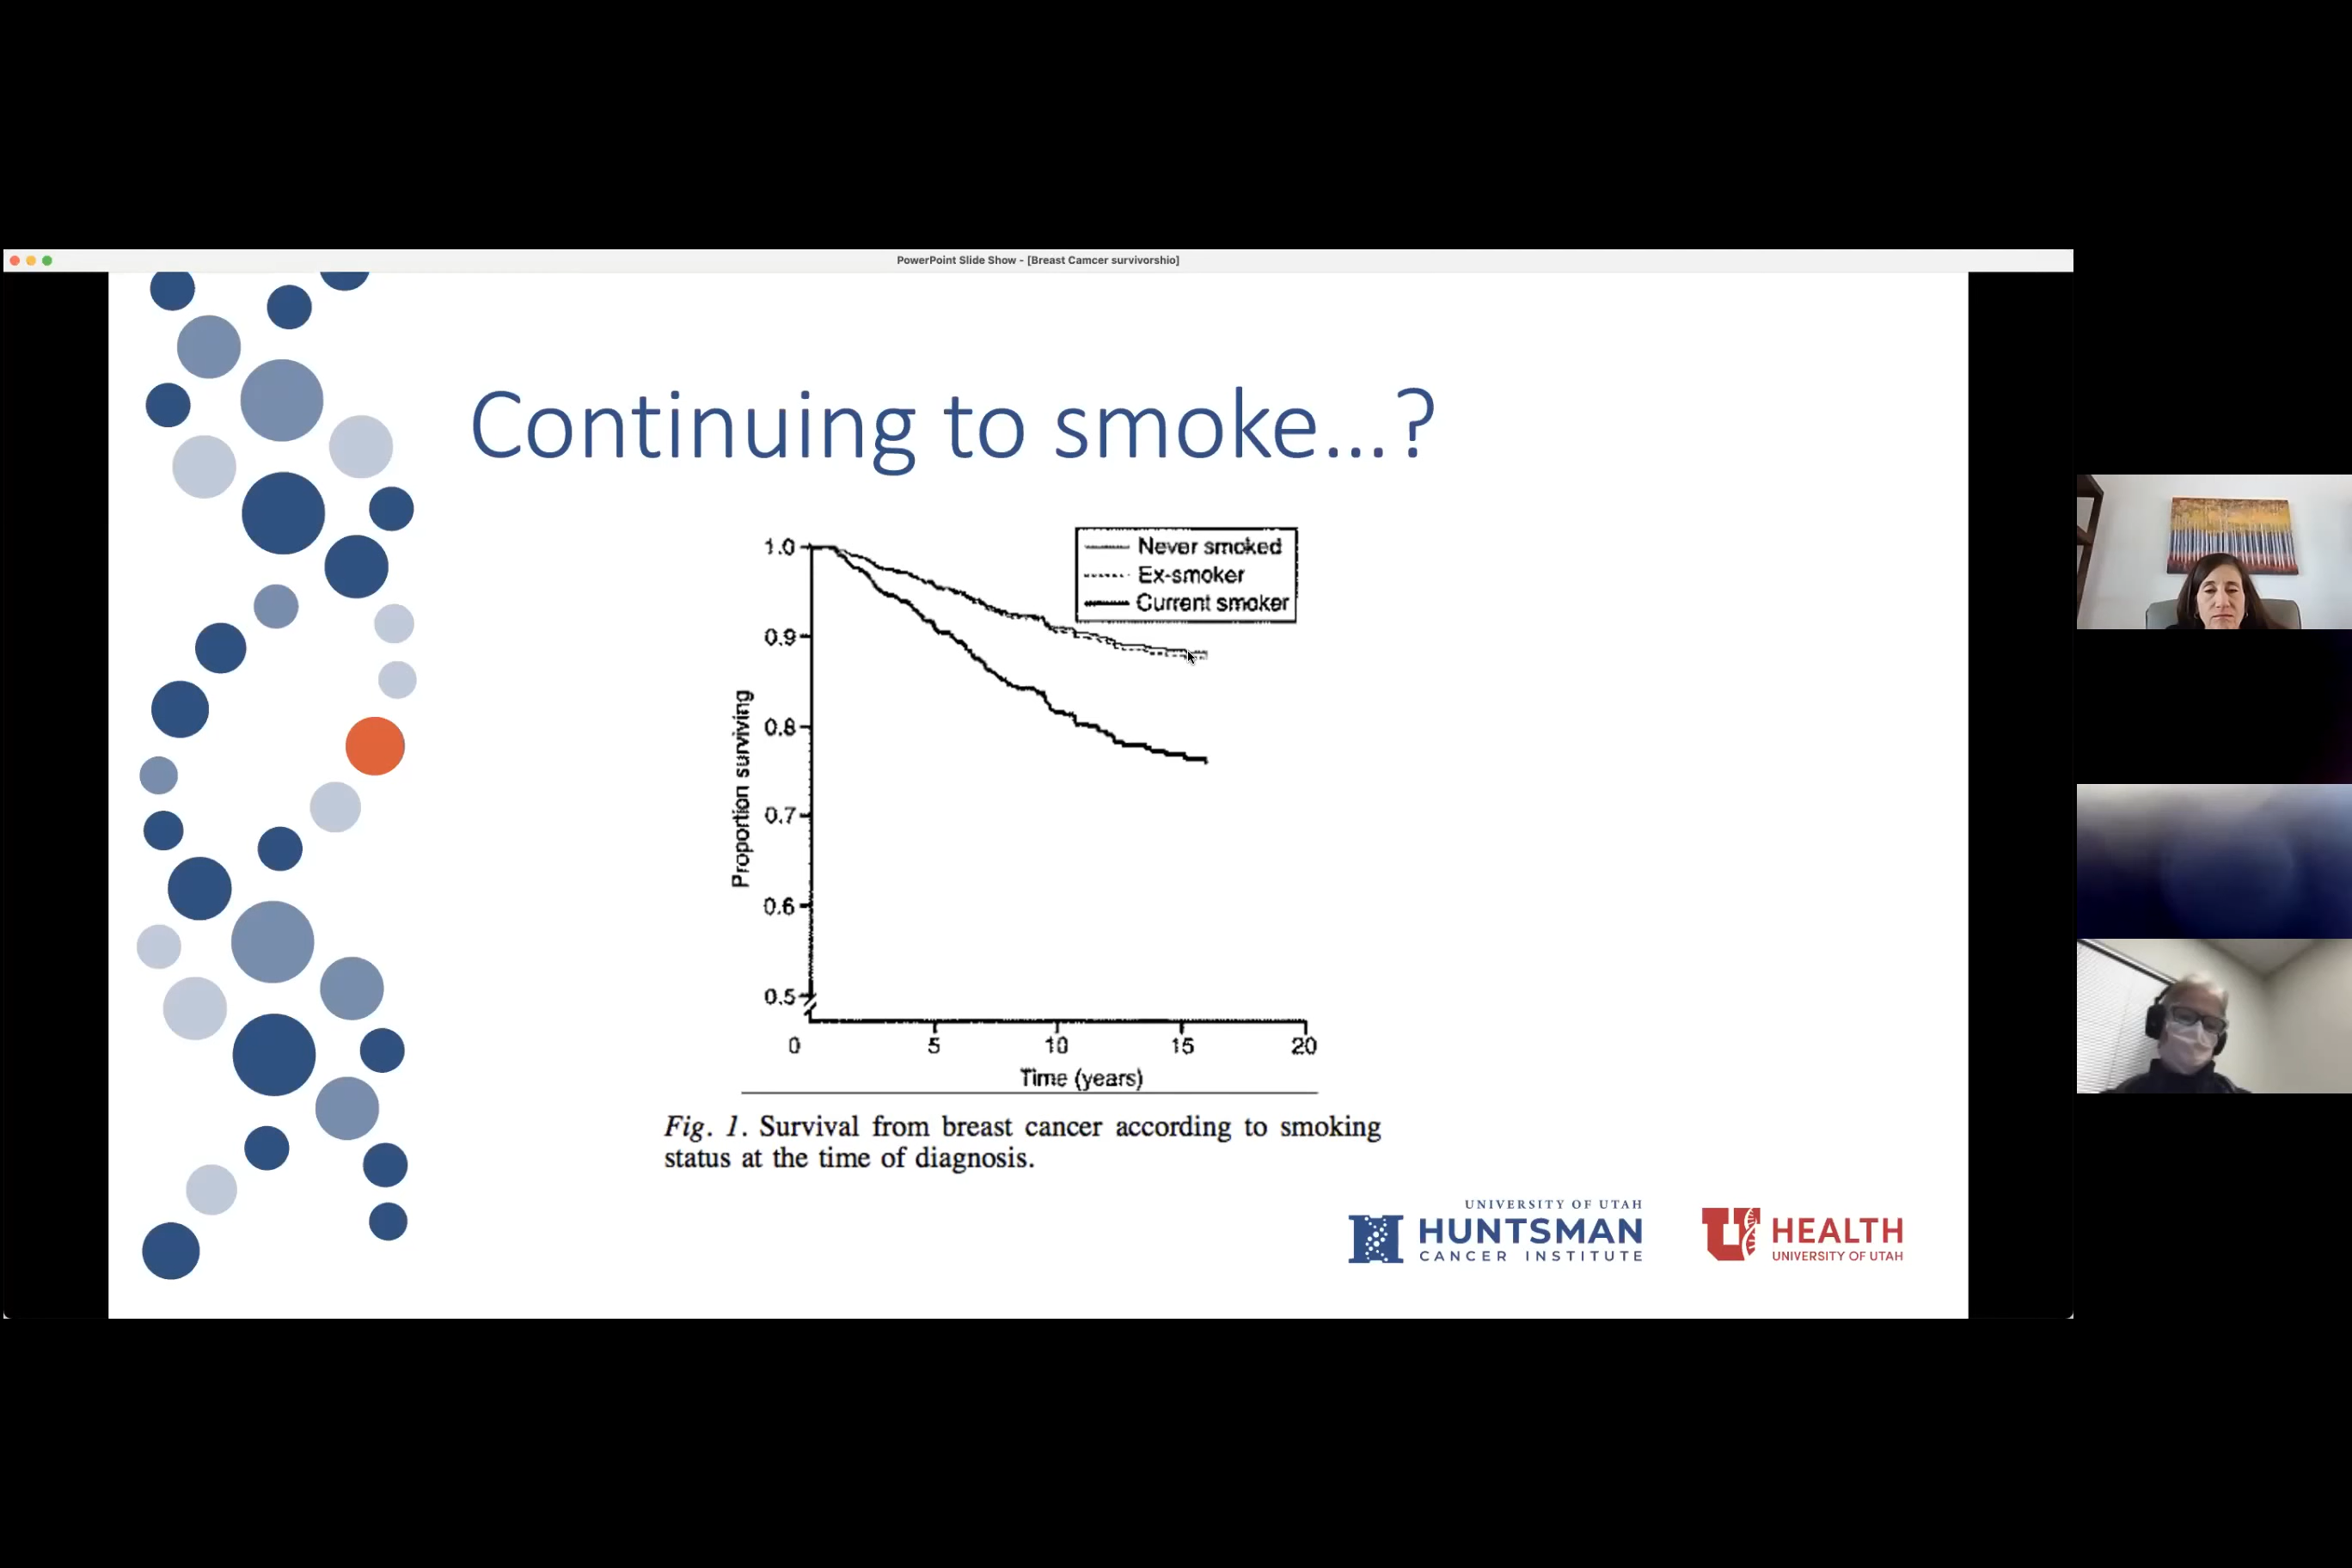 PowerPoint Slide Show - [Breast Camcer survivorshio]
Continuing to smoke...?
Never smoked
Ex-smoker
Current smoker
1.0
0.9
0.8
0.7
0.6
0.5
Proportion surviving
0 5 10 15 20
Time (years)
Fig. 1. Survival from breast cancer according to smoking
status at the time of diagnosis.
UNIVERSITY OF UTAH
HUNTSMAN
CANCER INSTITUTE
U HEALTH
UNIVERSITY OF UTAH